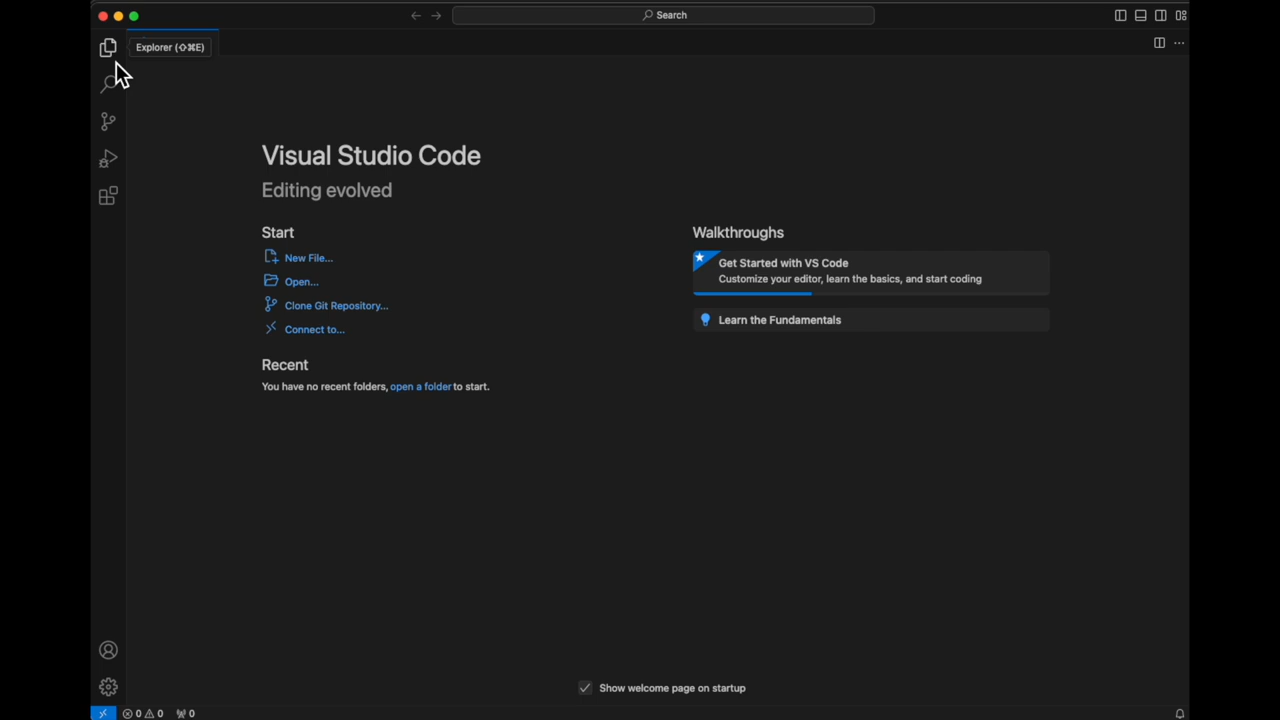 Search
Explorer (⇧⌘E)
Visual Studio Code
Editing evolved
Start
New File...
Open...
Clone Git Repository...
Connect to...
Recent
You have no recent folders, open a folder to start.
Walkthroughs
Get Started with VS Code
Customize your editor, learn the basics, and start coding
Learn the Fundamentals
Show welcome page on startup
0 0 0